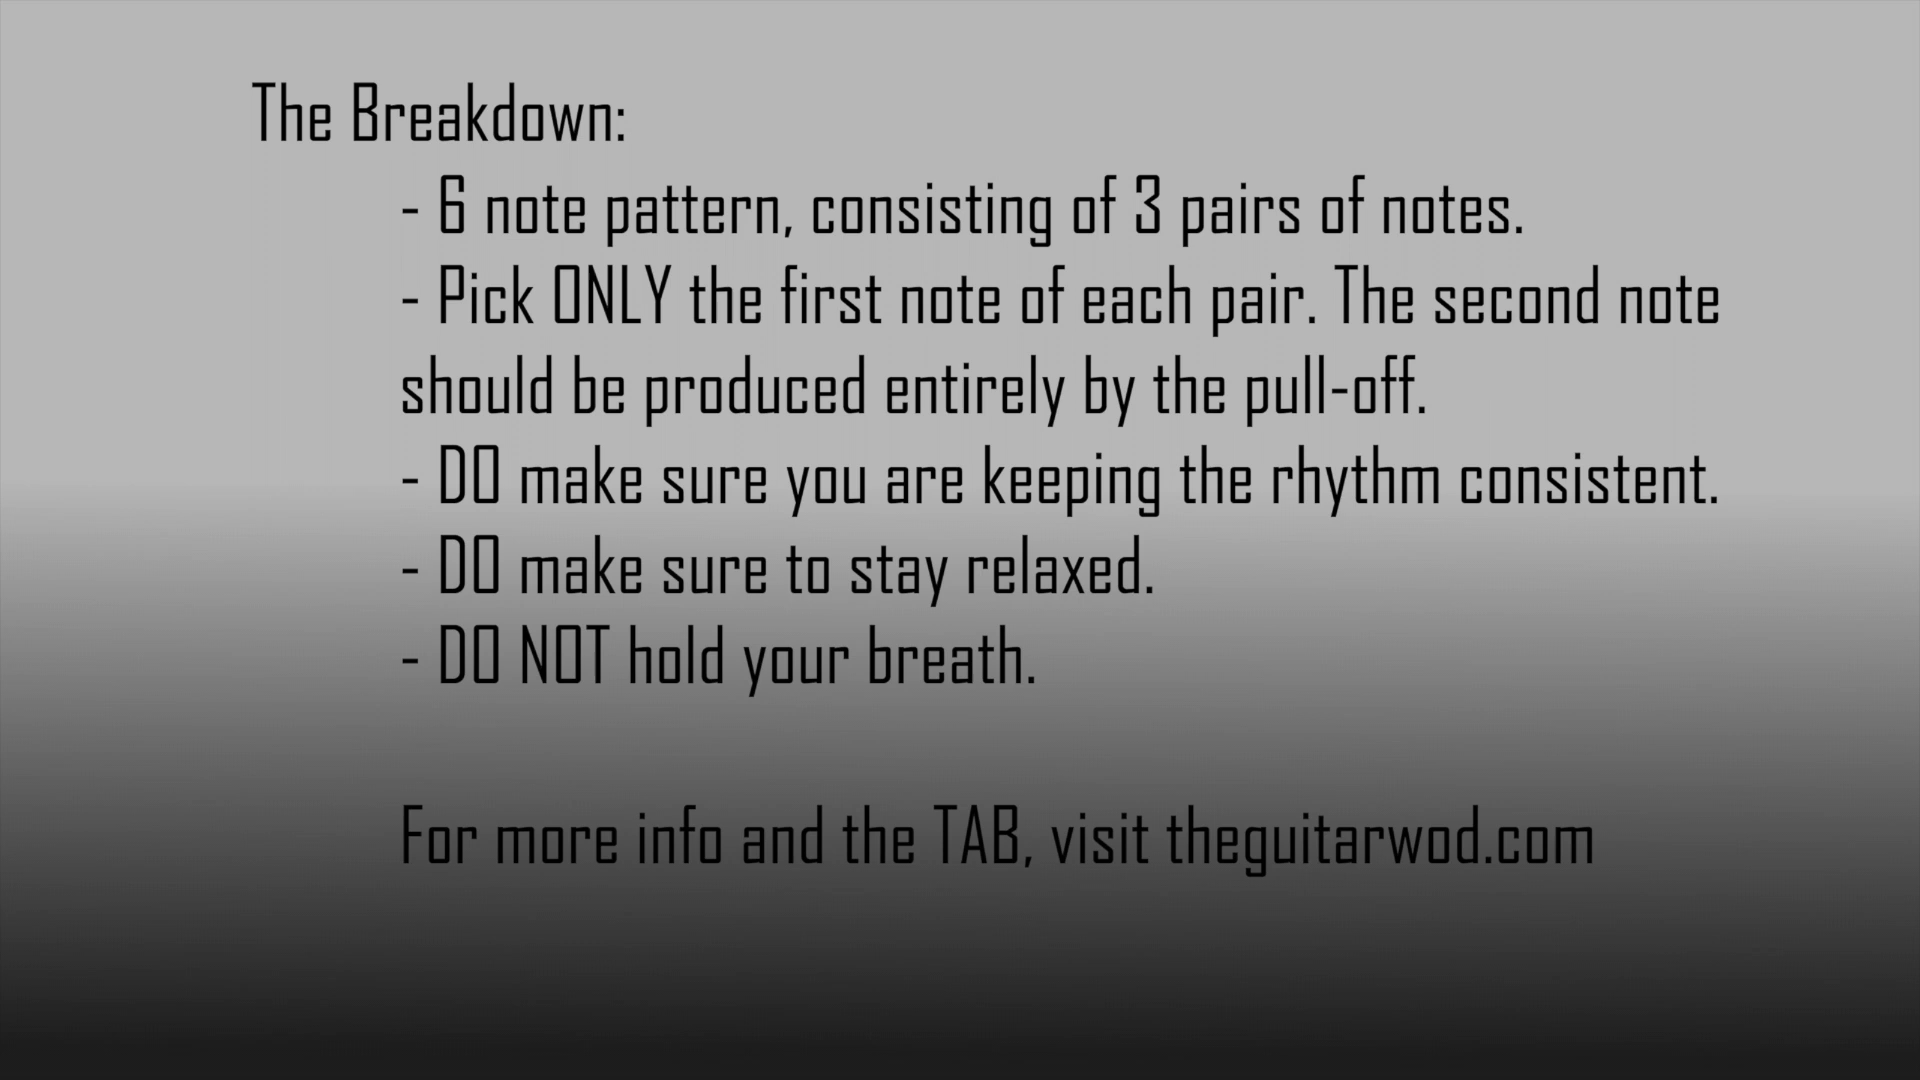 The Breakdown:
- 6 note pattern, consisting of 3 pairs of notes.
- Pick ONLY the first note of each pair. The second note
should be produced entirely by the pull-off.
- DO make sure you are keeping the rhythm consistent.
- DO make sure to stay relaxed.
- DO NOT hold your breath.
For more info and the TAB, visit theguitarwod.com